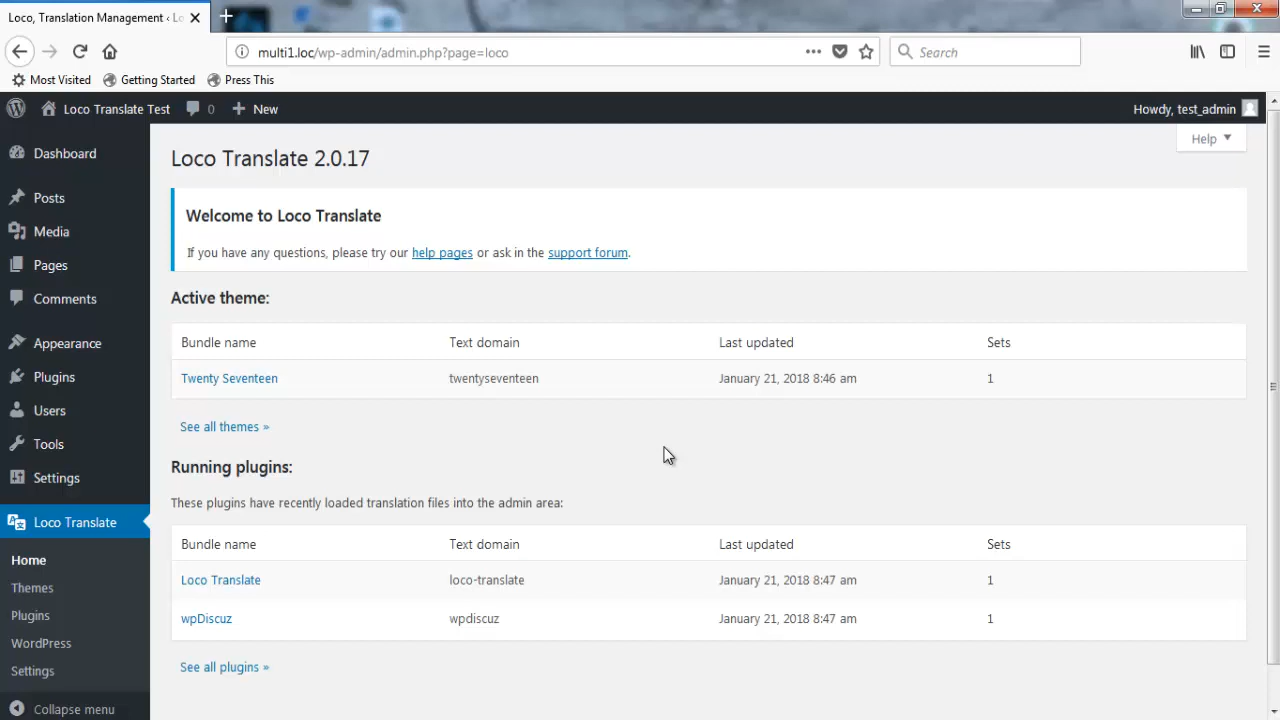 Loco, Translation Management ‹ Lo
multi1.loc/wp-admin/admin.php?page=loco
Search
Most Visited
Getting Started
Press This
Loco Translate Test
0
New
Howdy, test_admin
Dashboard
Posts
Media
Pages
Comments
Appearance
Plugins
Users
Tools
Settings
Loco Translate
Home
Themes
Plugins
WordPress
Settings
Collapse menu
Help
Loco Translate 2.0.17
Welcome to Loco Translate
If you have any questions, please try our help pages or ask in the support forum.
Active theme:
Bundle name Text domain Last updated Sets
Twenty Seventeen twentyseventeen January 21, 2018 8:46 am 1
See all themes »
Running plugins:
These plugins have recently loaded translation files into the admin area:
Bundle name Text domain Last updated Sets
Loco Translate loco-translate January 21, 2018 8:47 am 1
wpDiscuz wpdiscuz January 21, 2018 8:47 am 1
See all plugins »